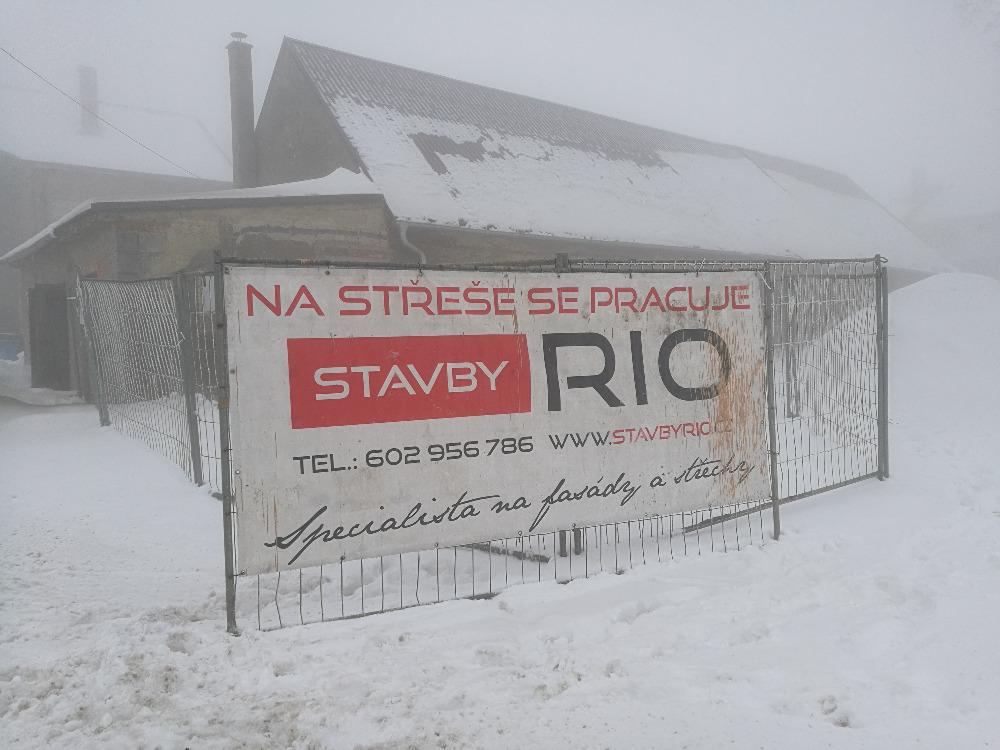 NA STŘEŠE SE PRACUJE
STAVBY RIO
TEL.: 602 956 786 WWW.STAVBYRIO.CZ
Specialista na fasády a střechy